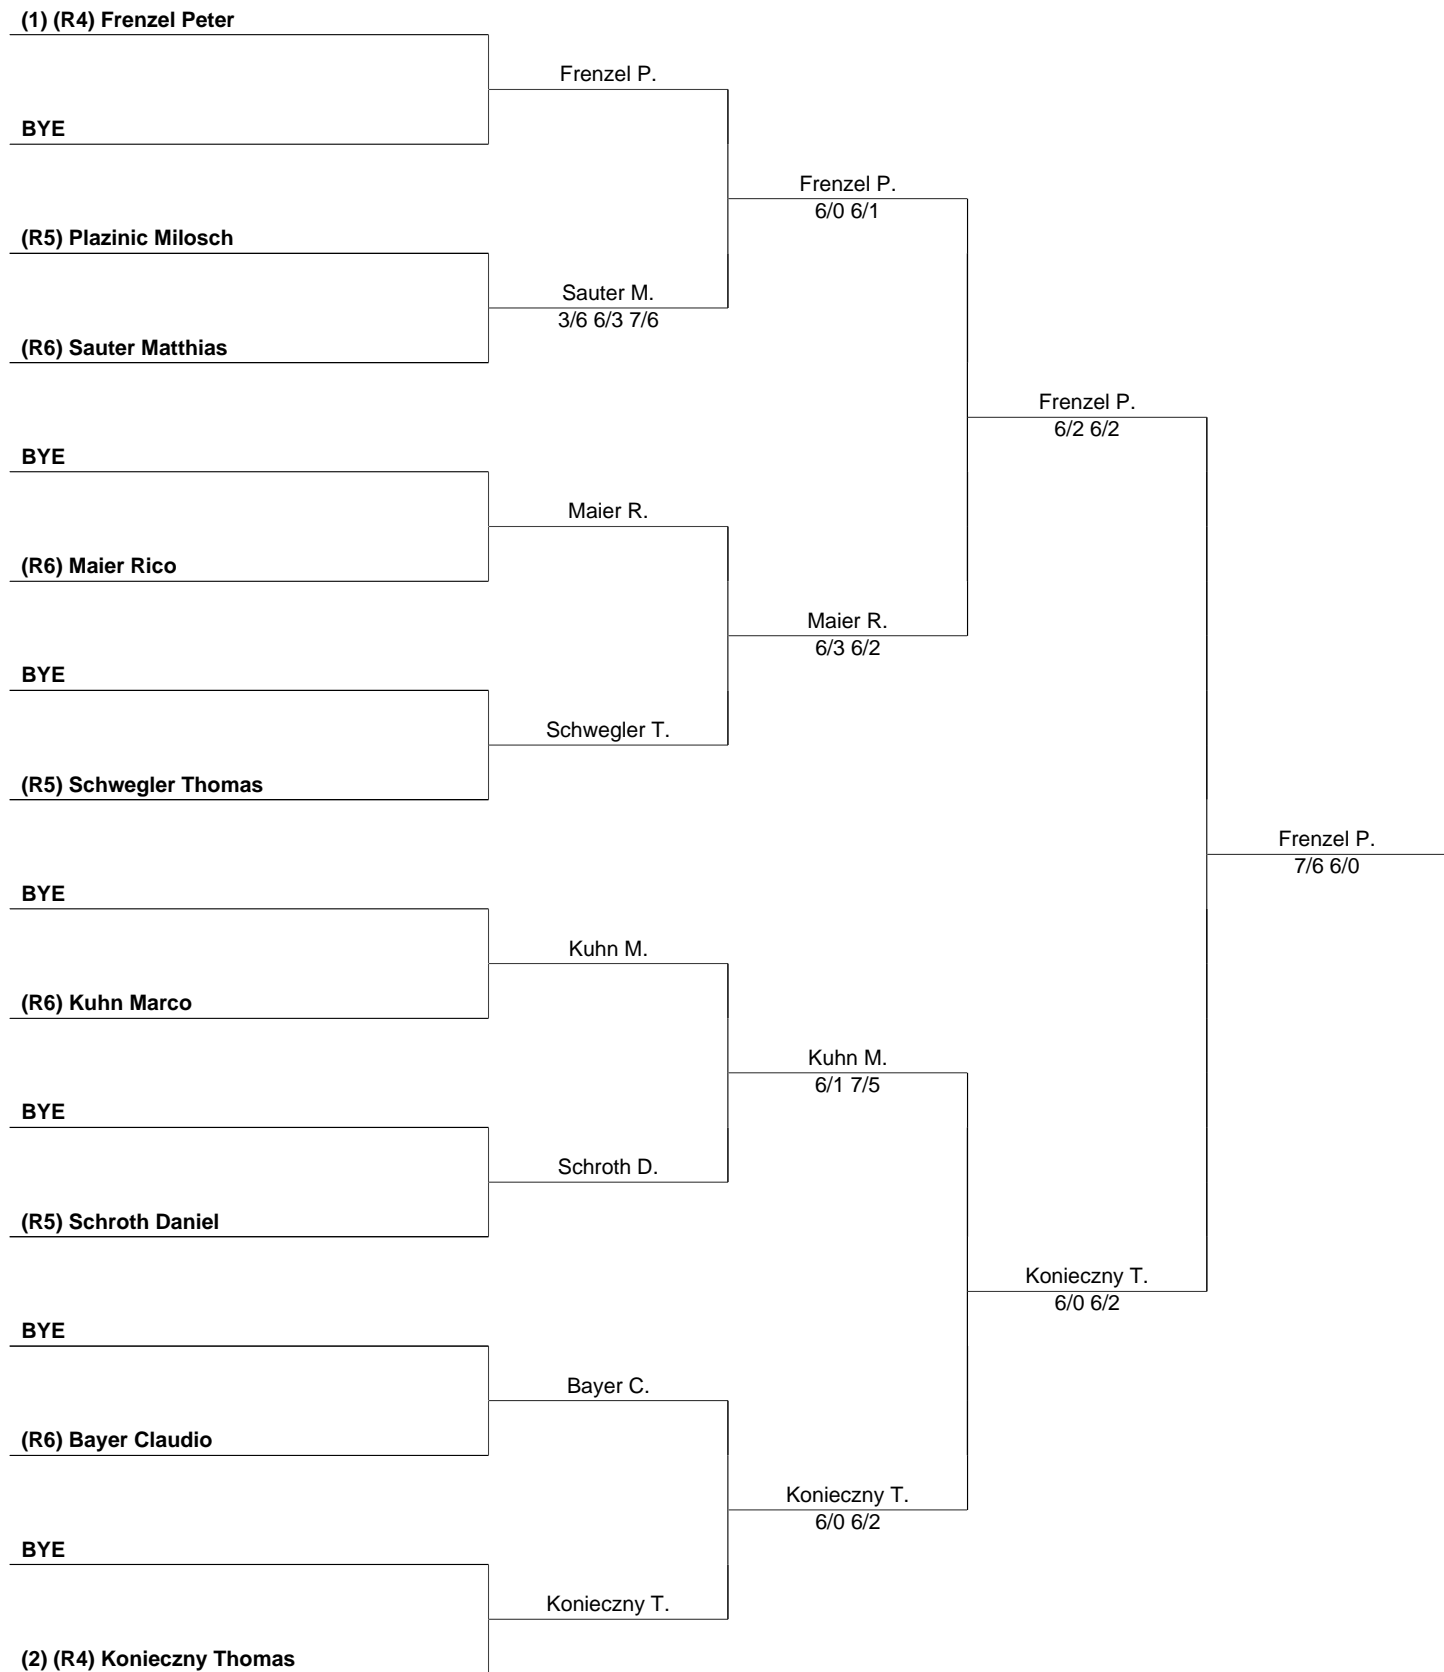 (1) (R4) Frenzel Peter
Frenzel P.
BYE
Frenzel P.
6/0 6/1
(R5) Plazinic Milosch
Sauter M.
3/6 6/3 7/6
(R6) Sauter Matthias
Frenzel P.
6/2 6/2
BYE
Maier R.
(R6) Maier Rico
Maier R.
6/3 6/2
BYE
Schwegler T.
(R5) Schwegler Thomas
Frenzel P.
7/6 6/0
BYE
Kuhn M.
(R6) Kuhn Marco
Kuhn M.
6/1 7/5
BYE
Schroth D.
(R5) Schroth Daniel
Konieczny T.
6/0 6/2
BYE
Bayer C.
(R6) Bayer Claudio
Konieczny T.
6/0 6/2
BYE
Konieczny T.
(2) (R4) Konieczny Thomas